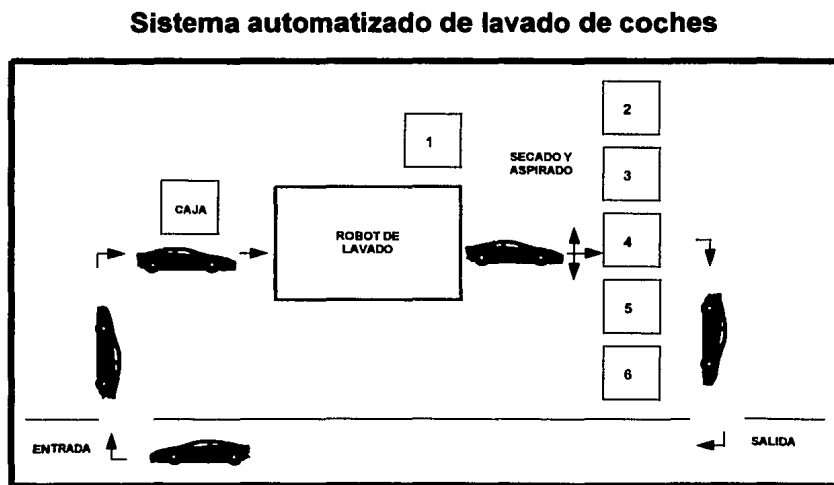 Sistema automatizado de lavado de coches
2
1
SECADO Y
ASPIRADO
3
CAJA
ROBOT DE
LAVADO
4
5
6
ENTRADA
SALIDA